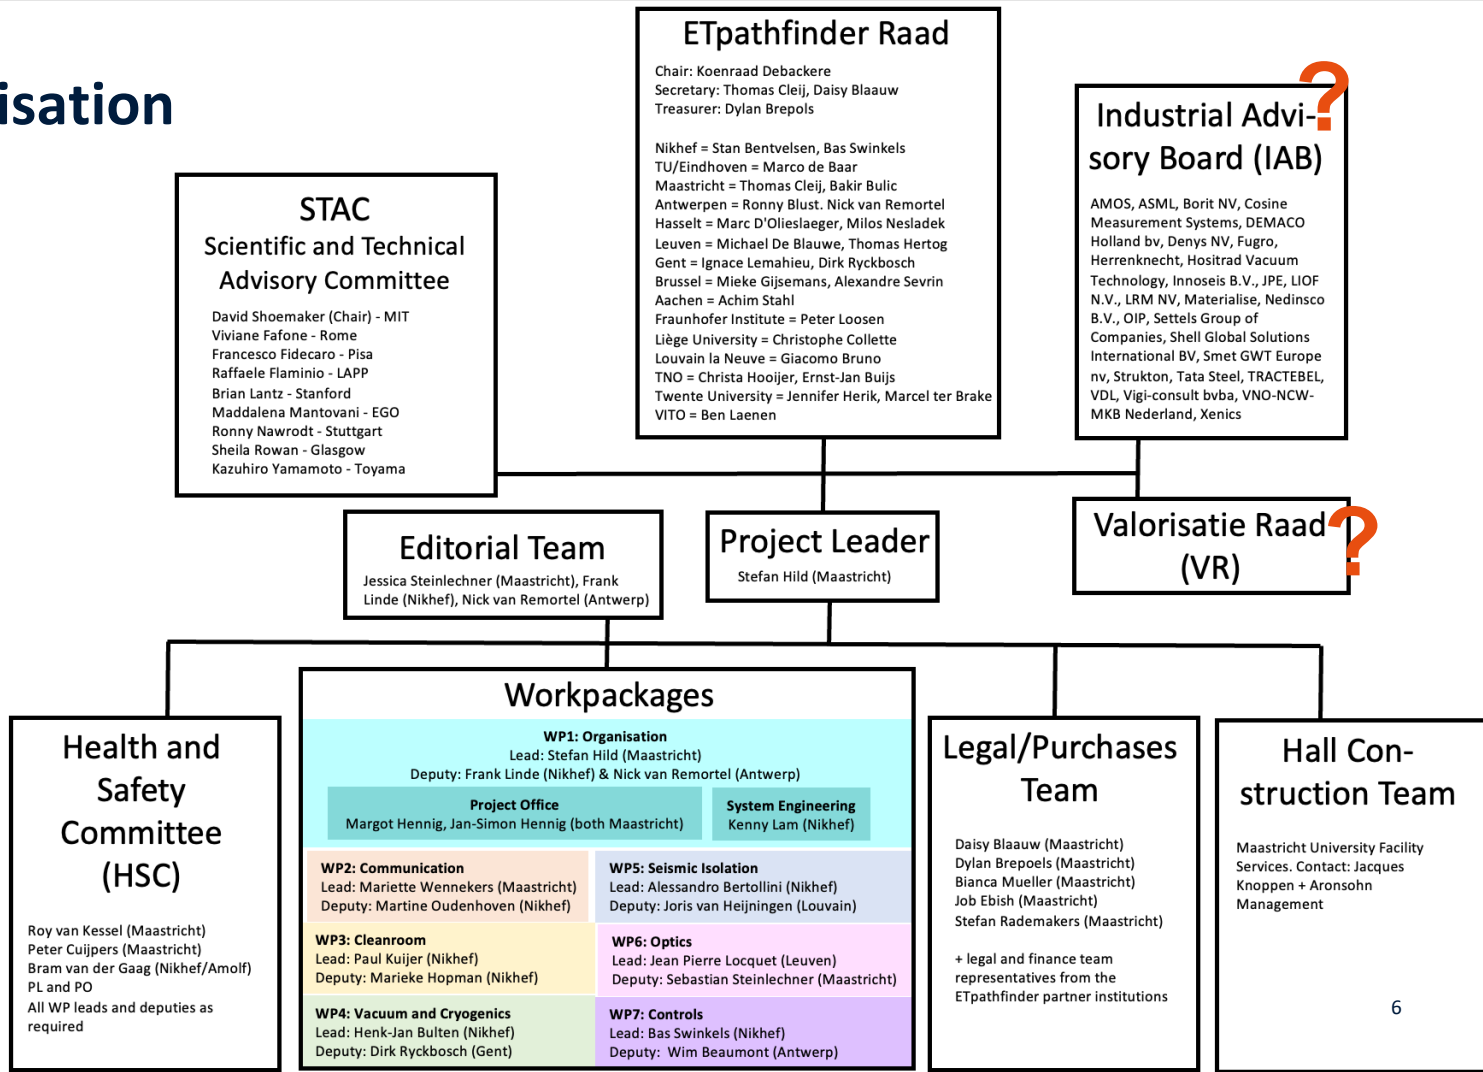 isation
ETpathfinder Raad
Chair: Koenraad Debackere
Secretary: Thomas Cleij, Daisy Blaauw
Treasurer: Dylan Brepols
Nikhef = Stan Bentvelsen, Bas Swinkels
TU/Eindhoven = Marco de Baar
Maastricht = Thomas Cleij, Bakir Bulic
Antwerpen = Ronny Blust. Nick van Remortel
Hasselt = Marc D'Olieslaeger, Milos Nesladek
Leuven = Michael De Blauwe, Thomas Hertog
Gent = Ignace Lemahieu, Dirk Ryckbosch
Brussel = Mieke Gijsemans, Alexandre Sevrin
Aachen = Achim Stahl
Fraunhofer Institute = Peter Loosen
Liège University = Christophe Collette
Louvain la Neuve = Giacomo Bruno
TNO = Christa Hooijer, Ernst-Jan Buijs
Twente University = Jennifer Herik, Marcel ter Brake
VITO = Ben Laenen
?
Industrial Advi-
sory Board (IAB)
AMOS, ASML, Borit NV, Cosine
Measurement Systems, DEMACO
Holland bv, Denys NV, Fugro,
Herrenknecht, Hositrad Vacuum
Technology, Innoseis B.V., JPE, LIOF
N.V., LRM NV, Materialise, Nedinsco
B.V., OIP, Settels Group of
Companies, Shell Global Solutions
International BV, Smet GWT Europe
nv, Strukton, Tata Steel, TRACTEBEL,
VDL, Vigi-consult bvba, VNO-NCW-
MKB Nederland, Xenics
STAC
Scientific and Technical
Advisory Committee
David Shoemaker (Chair) - MIT
Viviane Fafone - Rome
Francesco Fidecaro - Pisa
Raffaele Flaminio - LAPP
Brian Lantz - Stanford
Maddalena Mantovani - EGO
Ronny Nawrodt - Stuttgart
Sheila Rowan - Glasgow
Kazuhiro Yamamoto - Toyama
Editorial Team
Jessica Steinlechner (Maastricht), Frank
Linde (Nikhef), Nick van Remortel (Antwerp)
Project Leader
Stefan Hild (Maastricht)
Valorisatie Raad
(VR)
?
Health and
Safety
Committee
(HSC)
Roy van Kessel (Maastricht)
Peter Cuijpers (Maastricht)
Bram van der Gaag (Nikhef/Amolf)
PL and PO
All WP leads and deputies as
required
Workpackages
WP1: Organisation
Lead: Stefan Hild (Maastricht)
Deputy: Frank Linde (Nikhef) & Nick van Remortel (Antwerp)
Project Office
Margot Hennig, Jan-Simon Hennig (both Maastricht)
System Engineering
Kenny Lam (Nikhef)
WP2: Communication
Lead: Mariette Wennekers (Maastricht)
Deputy: Martine Oudenhoven (Nikhef)
WP3: Cleanroom
Lead: Paul Kuijer (Nikhef)
Deputy: Marieke Hopman (Nikhef)
WP4: Vacuum and Cryogenics
Lead: Henk-Jan Bulten (Nikhef)
Deputy: Dirk Ryckbosch (Gent)
WP5: Seismic Isolation
Lead: Alessandro Bertollini (Nikhef)
Deputy: Joris van Heijningen (Louvain)
WP6: Optics
Lead: Jean Pierre Locquet (Leuven)
Deputy: Sebastian Steinlechner (Maastricht)
WP7: Controls
Lead: Bas Swinkels (Nikhef)
Deputy: Wim Beaumont (Antwerp)
Legal/Purchases
Team
Daisy Blaauw (Maastricht)
Dylan Brepoels (Maastricht)
Bianca Mueller (Maastricht)
Job Ebish (Maastricht)
Stefan Rademakers (Maastricht)
+ legal and finance team
representatives from the
ETpathfinder partner institutions
Hall Con-
struction Team
Maastricht University Facility
Services. Contact: Jacques
Knoppen + Aronsohn
Management
6